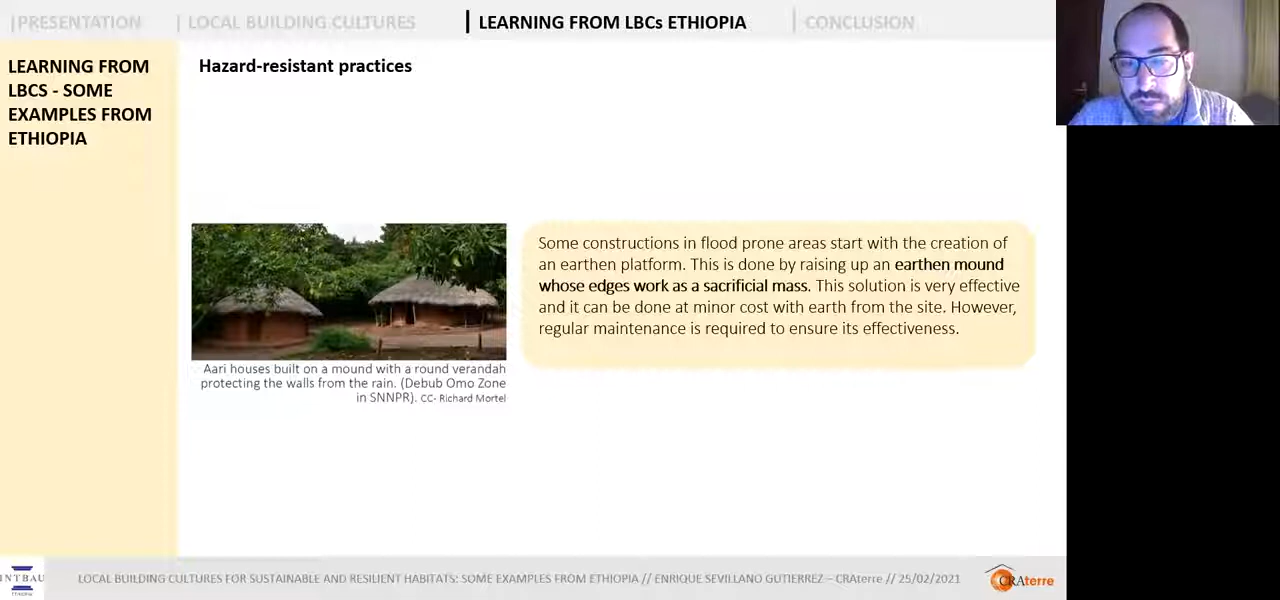 |PRESENTATION | LOCAL BUILDING CULTURES | LEARNING FROM LBCs ETHIOPIA | CONCLUSION
LEARNING FROM
LBCS - SOME
EXAMPLES FROM
ETHIOPIA
Hazard-resistant practices
Some constructions in flood prone areas start with the creation of
an earthen platform. This is done by raising up an earthen mound
whose edges work as a sacrificial mass. This solution is very effective
and it can be done at minor cost with earth from the site. However,
regular maintenance is required to ensure its effectiveness.
Aari houses built on a mound with a round verandah
protecting the walls from the rain. (Debub Omo Zone
in SNNPR). CC- Richard Mortel
INTBAU
ETHIOPIA
LOCAL BUILDING CULTURES FOR SUSTAINABLE AND RESILIENT HABITATS: SOME EXAMPLES FROM ETHIOPIA // ENRIQUE SEVILLANO GUTIERREZ – CRAterre // 25/02/2021
CRAterre